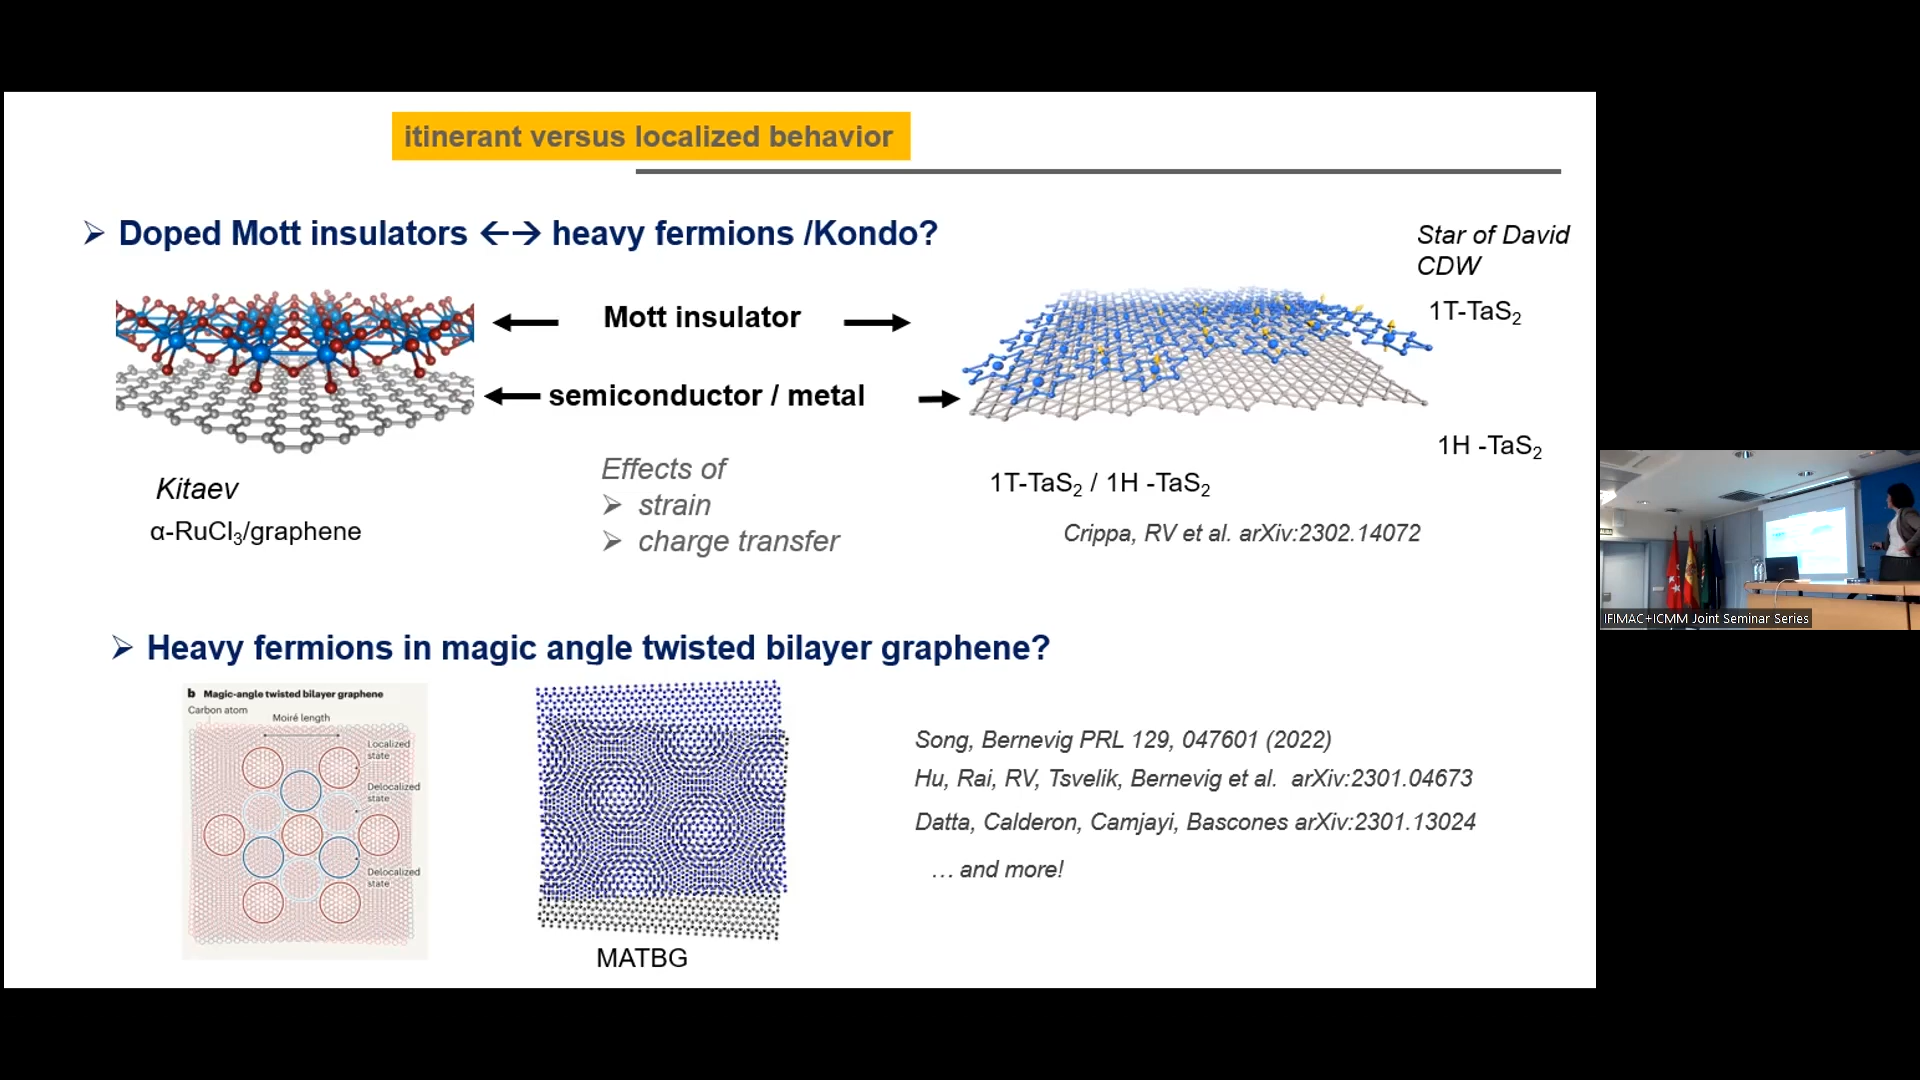 itinerant versus localized behavior
➢ Doped Mott insulators ←→ heavy fermions /Kondo?
Star of David
CDW
Mott insulator
1T-TaS₂
semiconductor / metal
1H -TaS₂
Kitaev
α-RuCl₃/graphene
Effects of
➢ strain
➢ charge transfer
1T-TaS₂ / 1H -TaS₂
Crippa, RV et al. arXiv:2302.14072
➢ Heavy fermions in magic angle twisted bilayer graphene?
b Magic-angle twisted bilayer graphene
Carbon atom
Moiré length
Localized
state
Delocalized
state
Delocalized
state
MATBG
Song, Bernevig PRL 129, 047601 (2022)
Hu, Rai, RV, Tsvelik, Bernevig et al. arXiv:2301.04673
Datta, Calderon, Camjayi, Bascones arXiv:2301.13024
… and more!
IFIMAC+ICMM Joint Seminar Series